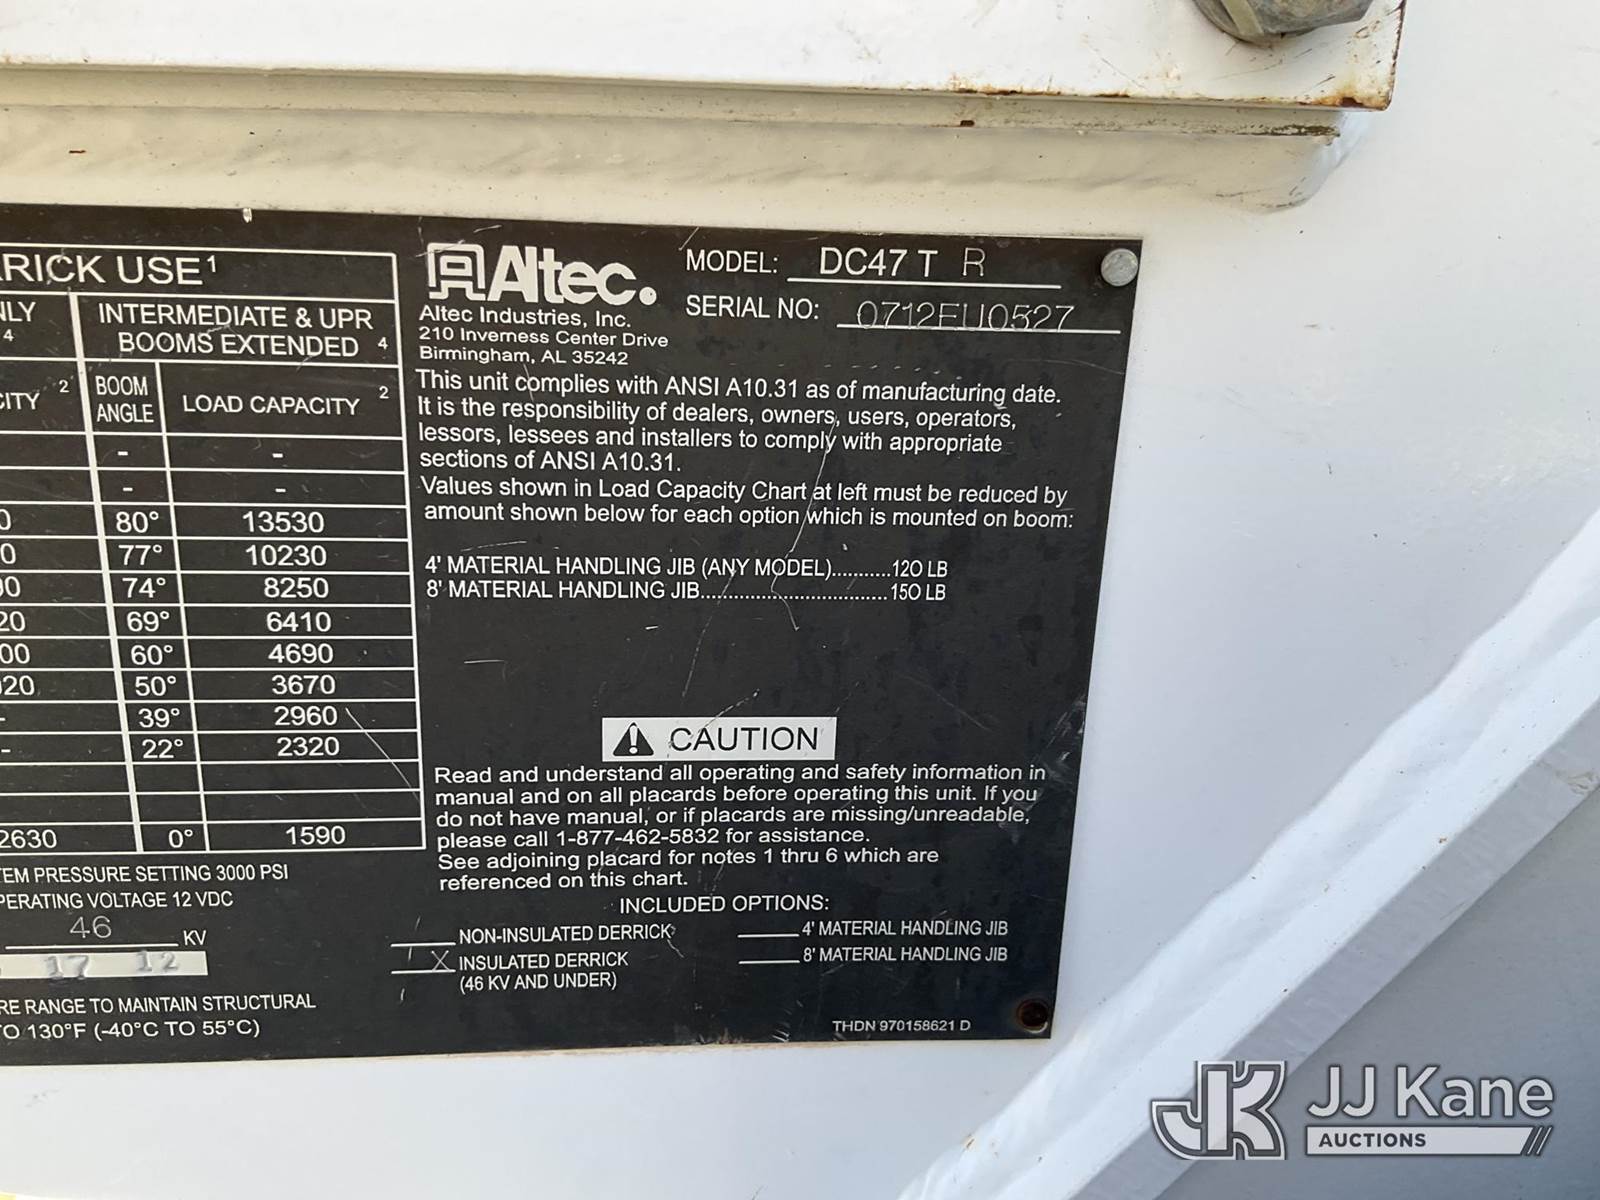 RICK USE¹
NLY
4
INTERMEDIATE & UPR
BOOMS EXTENDED 4
CITY 2
BOOM
ANGLE
LOAD CAPACITY 2
- -
- -
0 80° 13530
0 77° 10230
00 74° 8250
20 69° 6410
00 60° 4690
020 50° 3670
- 39° 2960
- 22° 2320
2630 0° 1590
TEM PRESSURE SETTING 3000 PSI
PERATING VOLTAGE 12 VDC
46 KV
17 12
RE RANGE TO MAINTAIN STRUCTURAL
TO 130°F (-40°C TO 55°C)
Altec.
Altec Industries, Inc.
210 Inverness Center Drive
Birmingham, AL 35242
MODEL: DC47 T R
SERIAL NO: 0712EU0527
This unit complies with ANSI A10.31 as of manufacturing date.
It is the responsibility of dealers, owners, users, operators,
lessors, lessees and installers to comply with appropriate
sections of ANSI A10.31.
Values shown in Load Capacity Chart at left must be reduced by
amount shown below for each option which is mounted on boom:
4' MATERIAL HANDLING JIB (ANY MODEL)...........120 LB
8' MATERIAL HANDLING JIB..................................150 LB
CAUTION
Read and understand all operating and safety information in
manual and on all placards before operating this unit. If you
do not have manual, or if placards are missing/unreadable,
please call 1-877-462-5832 for assistance.
See adjoining placard for notes 1 thru 6 which are
referenced on this chart.
INCLUDED OPTIONS:
NON-INSULATED DERRICK
X INSULATED DERRICK
(46 KV AND UNDER)
4' MATERIAL HANDLING JIB
8' MATERIAL HANDLING JIB
THDN 970158621 D
JK JJ Kane
AUCTIONS